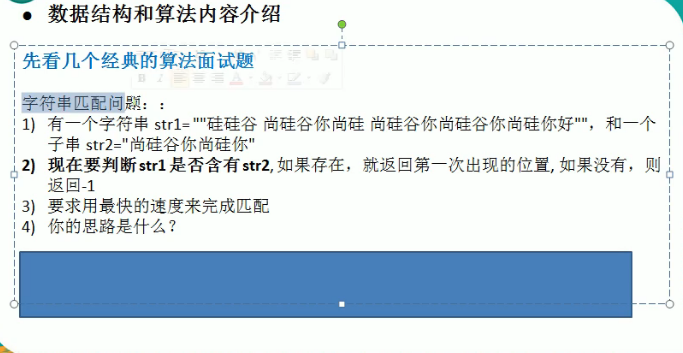 ● 数据结构和算法内容介绍
先看几个经典的算法面试题
字符串匹配问题：：
1) 有一个字符串 str1= ""硅硅谷 尚硅谷你尚硅 尚硅谷你尚硅谷你尚硅你好""，和一个
子串 str2="尚硅谷你尚硅你"
2) 现在要判断str1 是否含有str2, 如果存在，就返回第一次出现的位置, 如果没有，则
返回-1
3) 要求用最快的速度来完成匹配
4) 你的思路是什么？